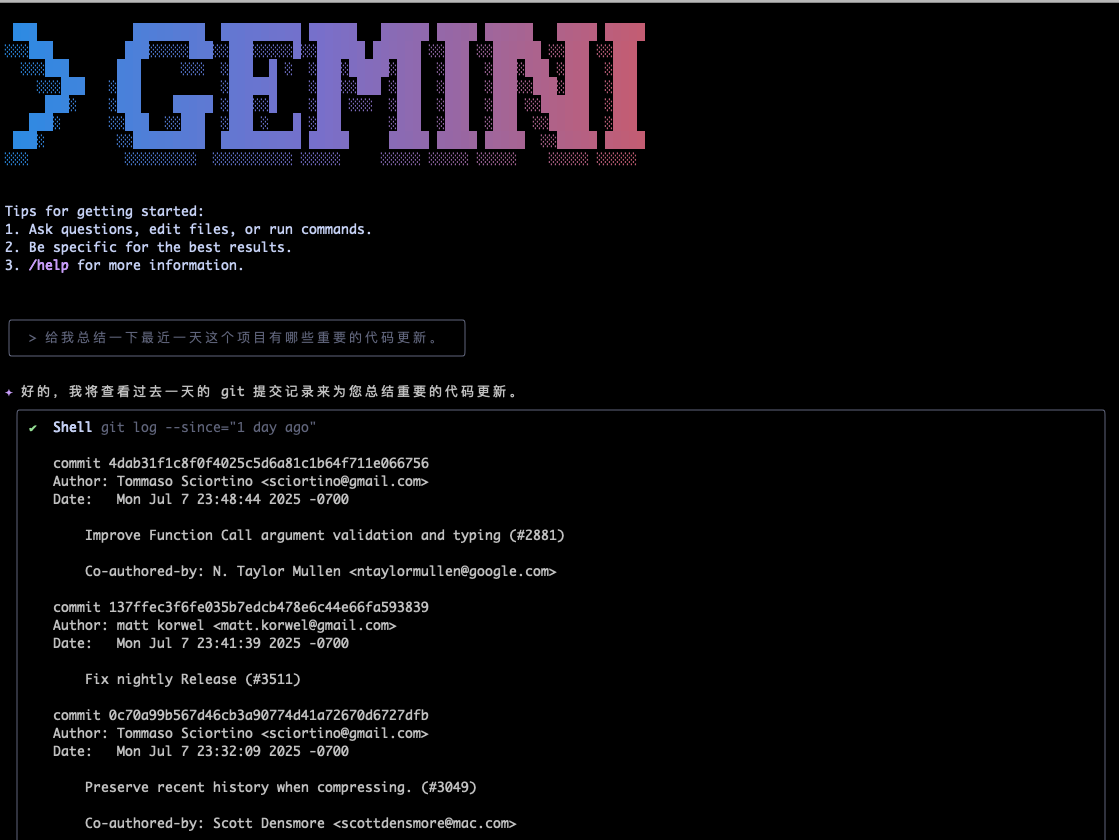 > GEMINI
Tips for getting started:
1. Ask questions, edit files, or run commands.
2. Be specific for the best results.
3. /help for more information.
> 给我总结一下最近一天这个项目有哪些重要的代码更新。
✦ 好的, 我将查看过去一天的 git 提交记录来为您总结重要的代码更新。
✔ Shell git log --since="1 day ago"
commit 4dab31f1c8f0f4025c5d6a81c1b64f711e066756
Author: Tommaso Sciortino <sciortino@gmail.com>
Date:   Mon Jul 7 23:48:44 2025 -0700
Improve Function Call argument validation and typing (#2881)
Co-authored-by: N. Taylor Mullen <ntaylormullen@google.com>
commit 137ffec3f6fe035b7edcb478e6c44e66fa593839
Author: matt korwel <matt.korwel@gmail.com>
Date:   Mon Jul 7 23:41:39 2025 -0700
Fix nightly Release (#3511)
commit 0c70a99b567d46cb3a90774d41a72670d6727dfb
Author: Tommaso Sciortino <sciortino@gmail.com>
Date:   Mon Jul 7 23:32:09 2025 -0700
Preserve recent history when compressing. (#3049)
Co-authored-by: Scott Densmore <scottdensmore@mac.com>